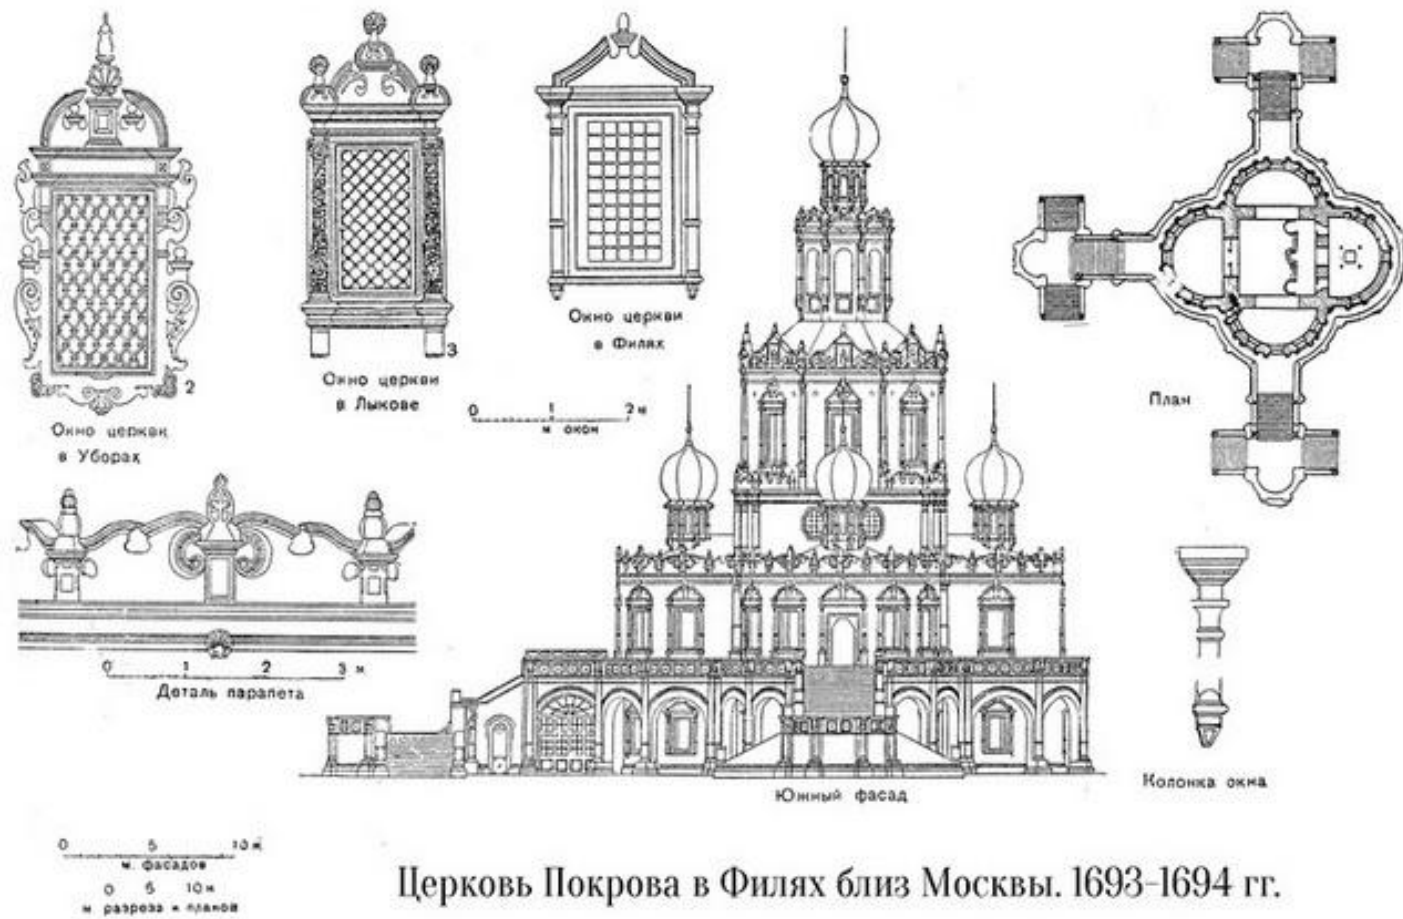 Окно церкви
в Уборах
2
Окно церкви
в Лыкове
3
Окно церкви
в Филях
0 1 2 м
м окон
План
0 1 2 3 м
Деталь парапета
Южный фасад
Колонка окна
0 5 10 м
м. фасадов
0 5 10 м
м разреза и планов
Церковь Покрова в Филях близ Москвы. 1693-1694 гг.